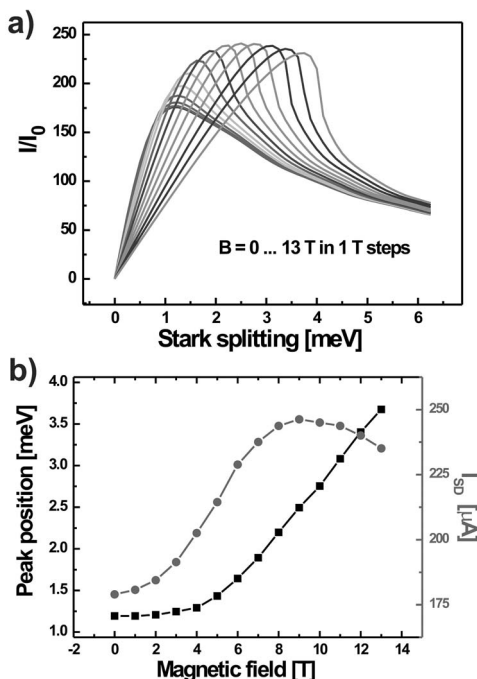 a)
250
200
150
100
50
0
I/I0
B = 0 ... 13 T in 1 T steps
0 1 2 3 4 5 6
Stark splitting [meV]
b)
4.0
3.5
3.0
2.5
2.0
1.5
1.0
Peak position [meV]
250
225
200
175
ISD [µA]
-2 0 2 4 6 8 10 12 14
Magnetic field [T]